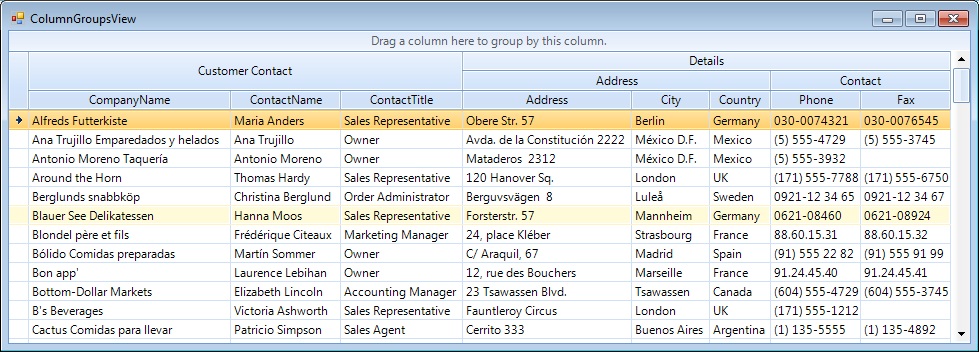 ColumnGroupsView
Drag a column here to group by this column.
Customer Contact Details
Address Contact
CompanyName ContactName ContactTitle Address City Country Phone Fax
Alfreds Futterkiste Maria Anders Sales Representative Obere Str. 57 Berlin Germany 030-0074321 030-0076545
Ana Trujillo Emparedados y helados Ana Trujillo Owner Avda. de la Constitución 2222 México D.F. Mexico (5) 555-4729 (5) 555-3745
Antonio Moreno Taquería Antonio Moreno Owner Mataderos 2312 México D.F. Mexico (5) 555-3932
Around the Horn Thomas Hardy Sales Representative 120 Hanover Sq. London UK (171) 555-7788 (171) 555-6750
Berglunds snabbköp Christina Berglund Order Administrator Berguvsvägen 8 Luleå Sweden 0921-12 34 65 0921-12 34 67
Blauer See Delikatessen Hanna Moos Sales Representative Forsterstr. 57 Mannheim Germany 0621-08460 0621-08924
Blondel père et fils Frédérique Citeaux Marketing Manager 24, place Kléber Strasbourg France 88.60.15.31 88.60.15.32
Bólido Comidas preparadas Martín Sommer Owner C/ Araquil, 67 Madrid Spain (91) 555 22 82 (91) 555 91 99
Bon app' Laurence Lebihan Owner 12, rue des Bouchers Marseille France 91.24.45.40 91.24.45.41
Bottom-Dollar Markets Elizabeth Lincoln Accounting Manager 23 Tsawassen Blvd. Tsawassen Canada (604) 555-4729 (604) 555-3745
B's Beverages Victoria Ashworth Sales Representative Fauntleroy Circus London UK (171) 555-1212
Cactus Comidas para llevar Patricio Simpson Sales Agent Cerrito 333 Buenos Aires Argentina (1) 135-5555 (1) 135-4892